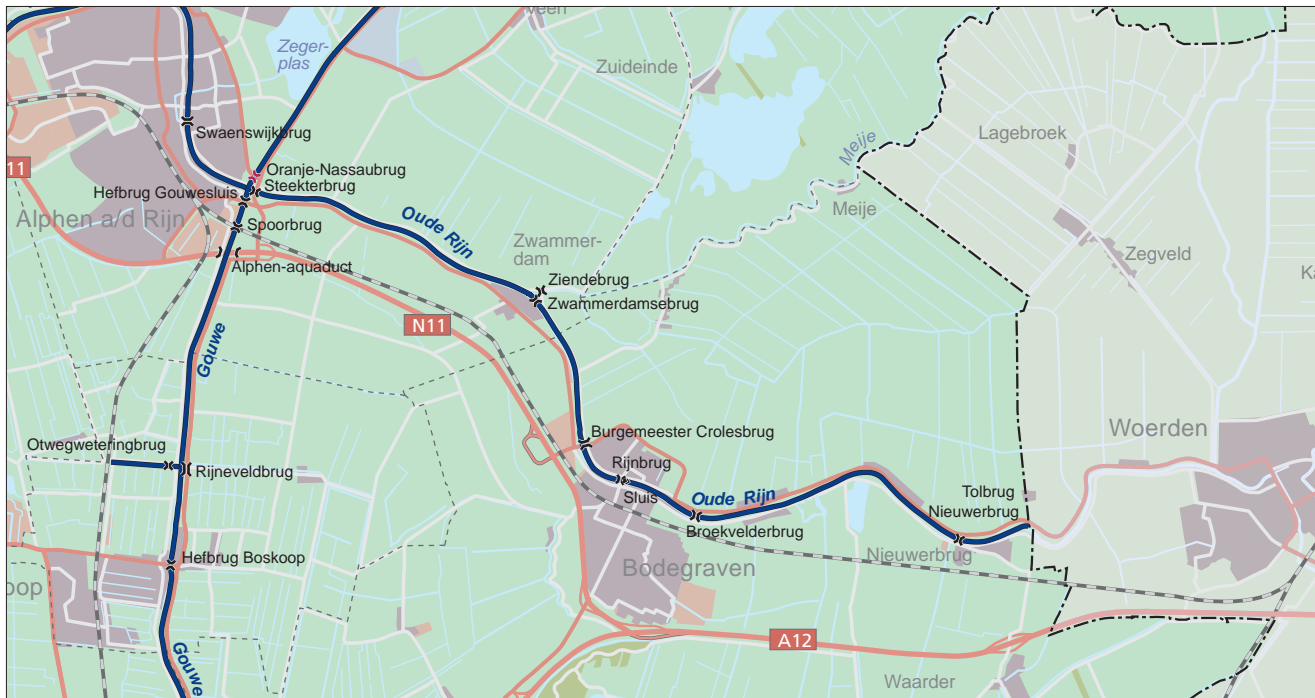 veen
Zeger-
plas
Zuideinde
Swaenswijkbrug
Lagebroek
Meije
11
Oranje-Nassaubrug
Steekterbrug
Hefbrug Gouwesluis
Meije
Alphen a/d Rijn
Spoorbrug
Oude Rijn
Zwammer-
dam
Zegveld
Alphen-aquaduct
Ka
Ziendebrug
Zwammerdamsebrug
N11
Gouwe
Burgemeester Crolesbrug
Woerden
Otwegweteringbrug
Rijneveldbrug
Rijnbrug
Sluis
Oude Rijn
Tolbrug
Nieuwerbrug
Broekvelderbrug
Nieuwerbrug
Hefbrug Boskoop
Bodegraven
oop
A12
Gouwe
Waarder